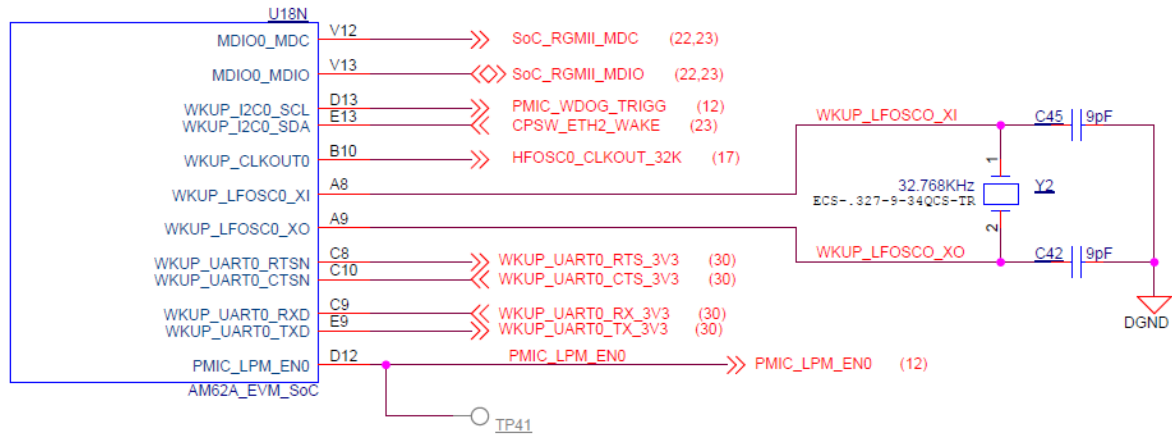 U18N
MDIO0_MDC V12 SoC_RGMII_MDC (22,23)
MDIO0_MDIO V13 SoC_RGMII_MDIO (22,23)
WKUP_I2C0_SCL D13 PMIC_WDOG_TRIGG (12)
WKUP_I2C0_SDA E13 CPSW_ETH2_WAKE (23)
WKUP_LFOSCO_XI C45 9pF
WKUP_CLKOUT0 B10 HFOSC0_CLKOUT_32K (17)
1
WKUP_LFOSC0_XI A8
32.768KHz Y2
ECS-.327-9-34QCS-TR
WKUP_LFOSC0_XO A9
2
WKUP_LFOSCO_XO C42 9pF
WKUP_UART0_RTSN C8 WKUP_UART0_RTS_3V3 (30)
WKUP_UART0_CTSN C10 WKUP_UART0_CTS_3V3 (30)
WKUP_UART0_RXD C9 WKUP_UART0_RX_3V3 (30)
WKUP_UART0_TXD E9 WKUP_UART0_TX_3V3 (30)
DGND
PMIC_LPM_EN0 D12 PMIC_LPM_EN0 PMIC_LPM_EN0 (12)
AM62A_EVM_SoC
TP41